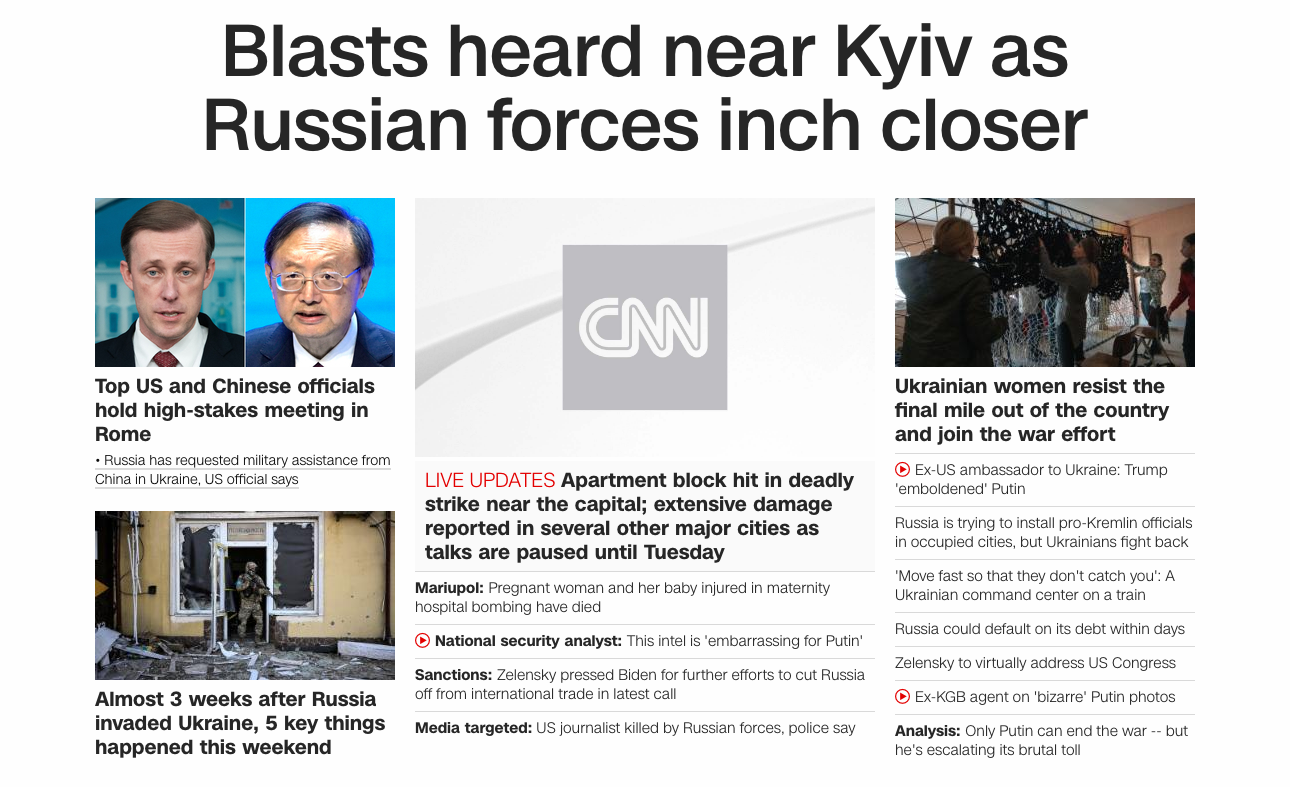 Blasts heard near Kyiv as
Russian forces inch closer
Top US and Chinese officials
hold high-stakes meeting in
Rome
• Russia has requested military assistance from
China in Ukraine, US official says
Almost 3 weeks after Russia
invaded Ukraine, 5 key things
happened this weekend
CNN
LIVE UPDATES Apartment block hit in deadly
strike near the capital; extensive damage
reported in several other major cities as
talks are paused until Tuesday
Mariupol: Pregnant woman and her baby injured in maternity
hospital bombing have died
National security analyst: This intel is 'embarrassing for Putin'
Sanctions: Zelensky pressed Biden for further efforts to cut Russia
off from international trade in latest call
Media targeted: US journalist killed by Russian forces, police say
Ukrainian women resist the
final mile out of the country
and join the war effort
Ex-US ambassador to Ukraine: Trump
'emboldened' Putin
Russia is trying to install pro-Kremlin officials
in occupied cities, but Ukrainians fight back
'Move fast so that they don't catch you': A
Ukrainian command center on a train
Russia could default on its debt within days
Zelensky to virtually address US Congress
Ex-KGB agent on 'bizarre' Putin photos
Analysis: Only Putin can end the war -- but
he's escalating its brutal toll